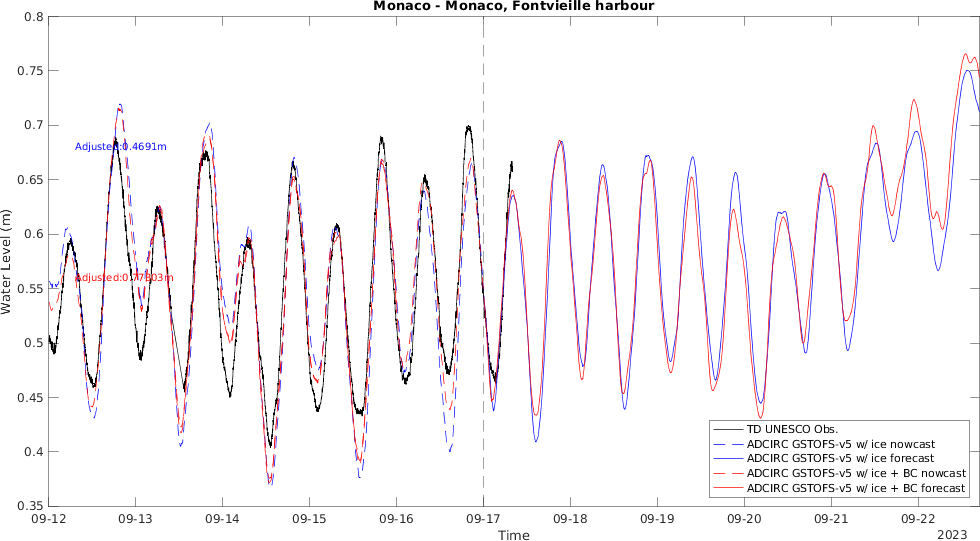 Monaco - Monaco, Fontvieille harbour
0.8
0.75
0.7
0.65
0.6
0.55
0.5
0.45
0.4
0.35
Water Level (m)
Adjusted:0.4691m
TD UNESCO Obs.
ADCIRC GSTOFS-v5 w/ ice nowcast
ADCIRC GSTOFS-v5 w/ ice forecast
ADCIRC GSTOFS-v5 w/ ice + BC nowcast
ADCIRC GSTOFS-v5 w/ ice + BC forecast
09-12 09-13 09-14 09-15 09-16 09-17 09-18 09-19 09-20 09-21 09-22
Time
2023